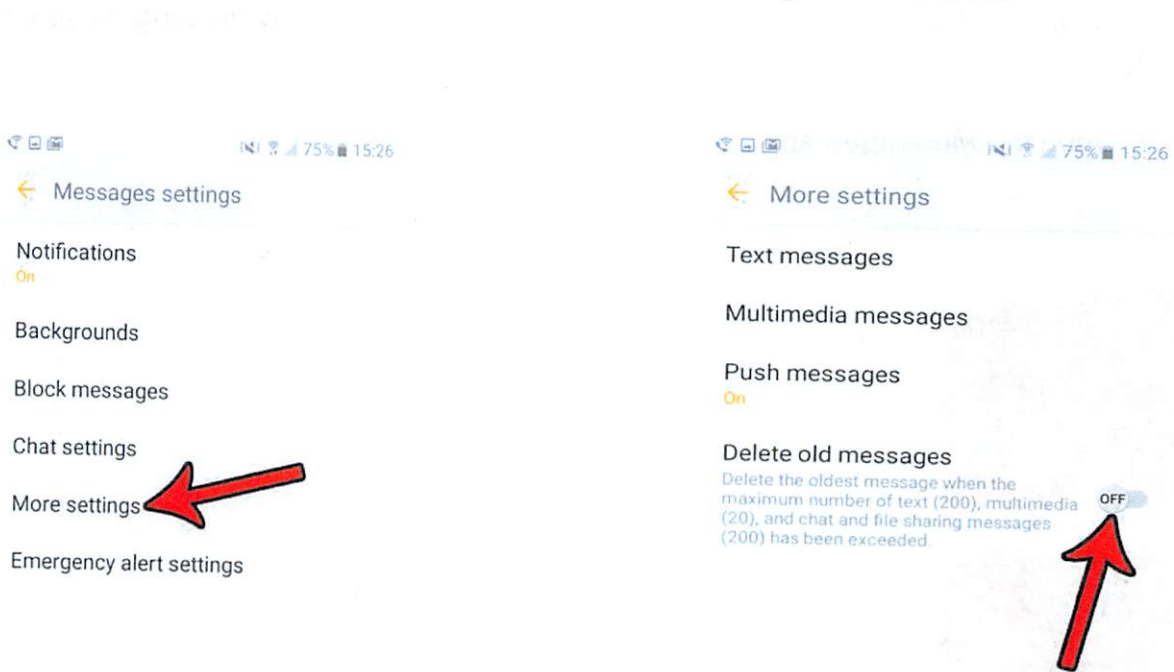 75% 15:26
Messages settings
Notifications
On
Backgrounds
Block messages
Chat settings
More settings
Emergency alert settings
75% 15:26
More settings
Text messages
Multimedia messages
Push messages
On
Delete old messages
Delete the oldest message when the
maximum number of text (200), multimedia
(20), and chat and file sharing messages
(200) has been exceeded.
OFF